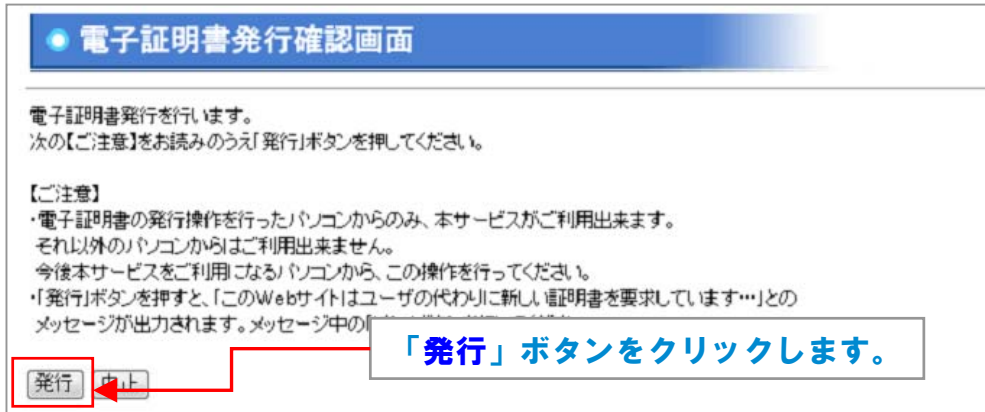 電子証明書発行確認画面
電子証明書発行を行います。
次の【ご注意】をお読みのうえ「発行」ボタンを押してください。
【ご注意】
・電子証明書の発行操作を行ったパソコンからのみ、本サービスがご利用出来ます。
それ以外のパソコンからはご利用出来ません。
今後本サービスをご利用になるパソコンから、この操作を行ってください。
・「発行」ボタンを押すと、「このWebサイトはユーザの代わりに新しい証明書を要求しています…」との
メッセージが出力されます。メッセージ中の
「発行」ボタンをクリックします。
発行 中止